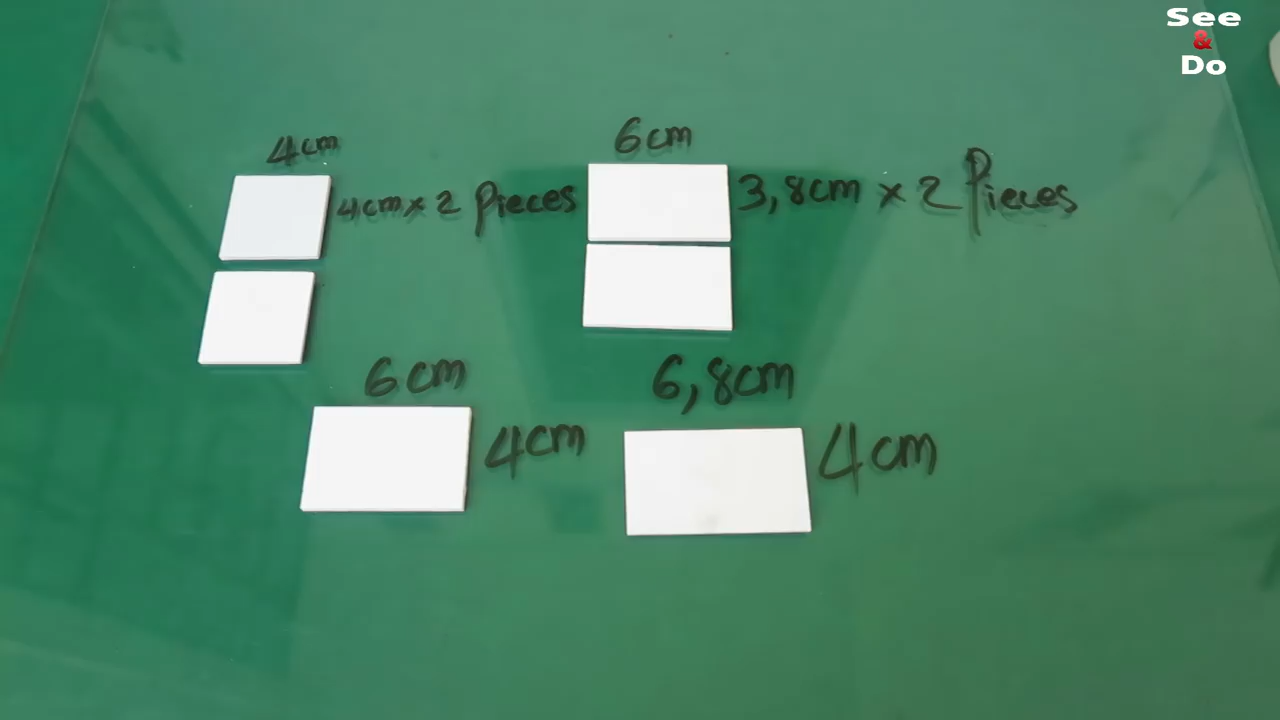 See
&
Do
4cm
4cm x 2 Pieces
6cm
3,8cm x 2 Pieces
6cm
4cm
6,8cm
4cm